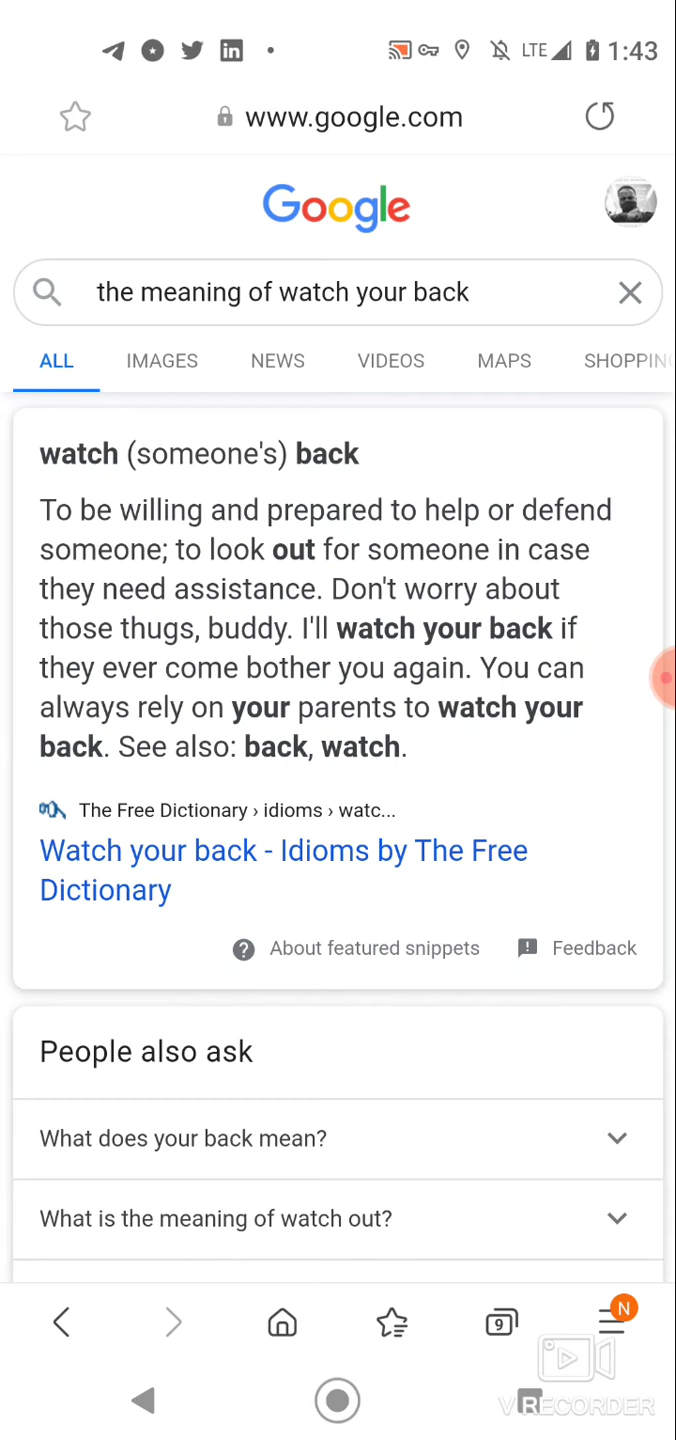 LTE 1:43
www.google.com
Google
the meaning of watch your back
ALL IMAGES NEWS VIDEOS MAPS SHOPPIN
watch (someone's) back
To be willing and prepared to help or defend
someone; to look out for someone in case
they need assistance. Don't worry about
those thugs, buddy. I'll watch your back if
they ever come bother you again. You can
always rely on your parents to watch your
back. See also: back, watch.
The Free Dictionary › idioms › watc...
Watch your back - Idioms by The Free
Dictionary
About featured snippets Feedback
People also ask
What does your back mean?
What is the meaning of watch out?
9 N
VRECORDER